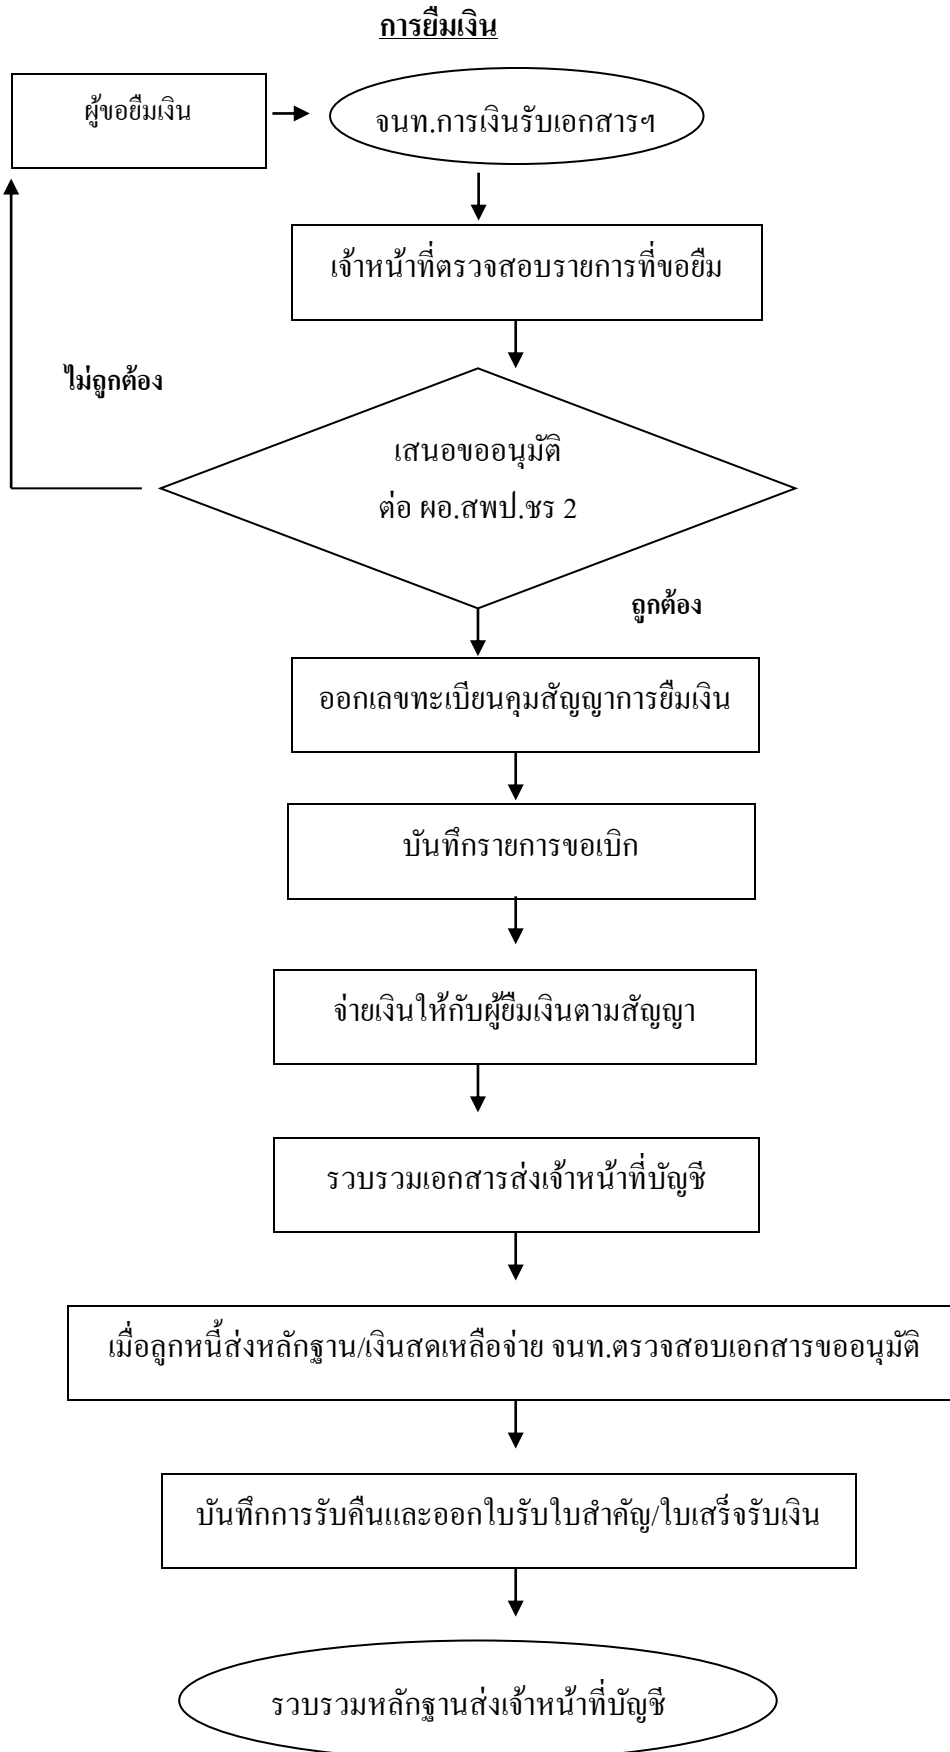 การยืมเงิน
ผู้ขอยืมเงิน
จนท.การเงินรับเอกสารฯ
เจ้าหน้าที่ตรวจสอบรายการที่ขอยืม
ไม่ถูกต้อง
เสนอขออนุมัติ
ต่อ ผอ.สพป.ชร 2
ถูกต้อง
ออกเลขทะเบียนคุมสัญญาการยืมเงิน
บันทึกรายการขอเบิก
จ่ายเงินให้กับผู้ยืมเงินตามสัญญา
รวบรวมเอกสารส่งเจ้าหน้าที่บัญชี
เมื่อลูกหนี้ส่งหลักฐาน/เงินสดเหลือจ่าย จนท.ตรวจสอบเอกสารขออนุมัติ
บันทึกการรับคืนและออกใบรับใบสำคัญ/ใบเสร็จรับเงิน
รวบรวมหลักฐานส่งเจ้าหน้าที่บัญชี